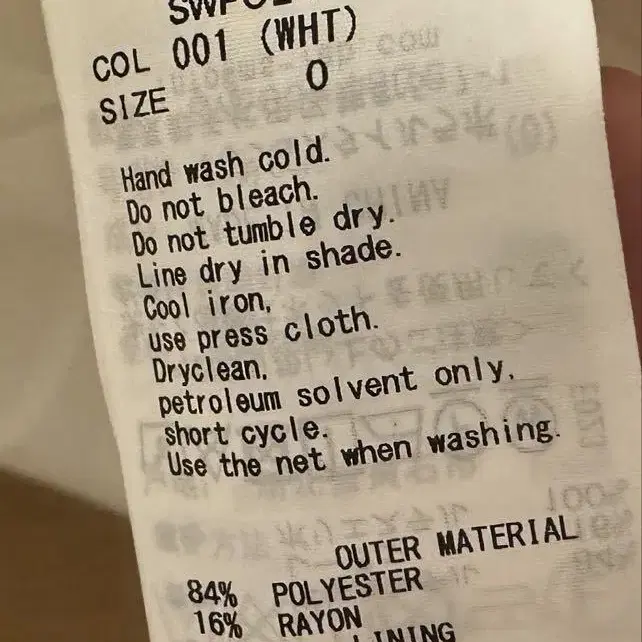 COL 001 (WHT)
SIZE 0
Hand wash cold.
Do not bleach.
Do not tumble dry.
Line dry in shade.
Cool iron,
use press cloth.
Dryclean,
petroleum solvent only,
short cycle.
Use the net when washing.
OUTER MATERIAL
84% POLYESTER
16% RAYON
LINING